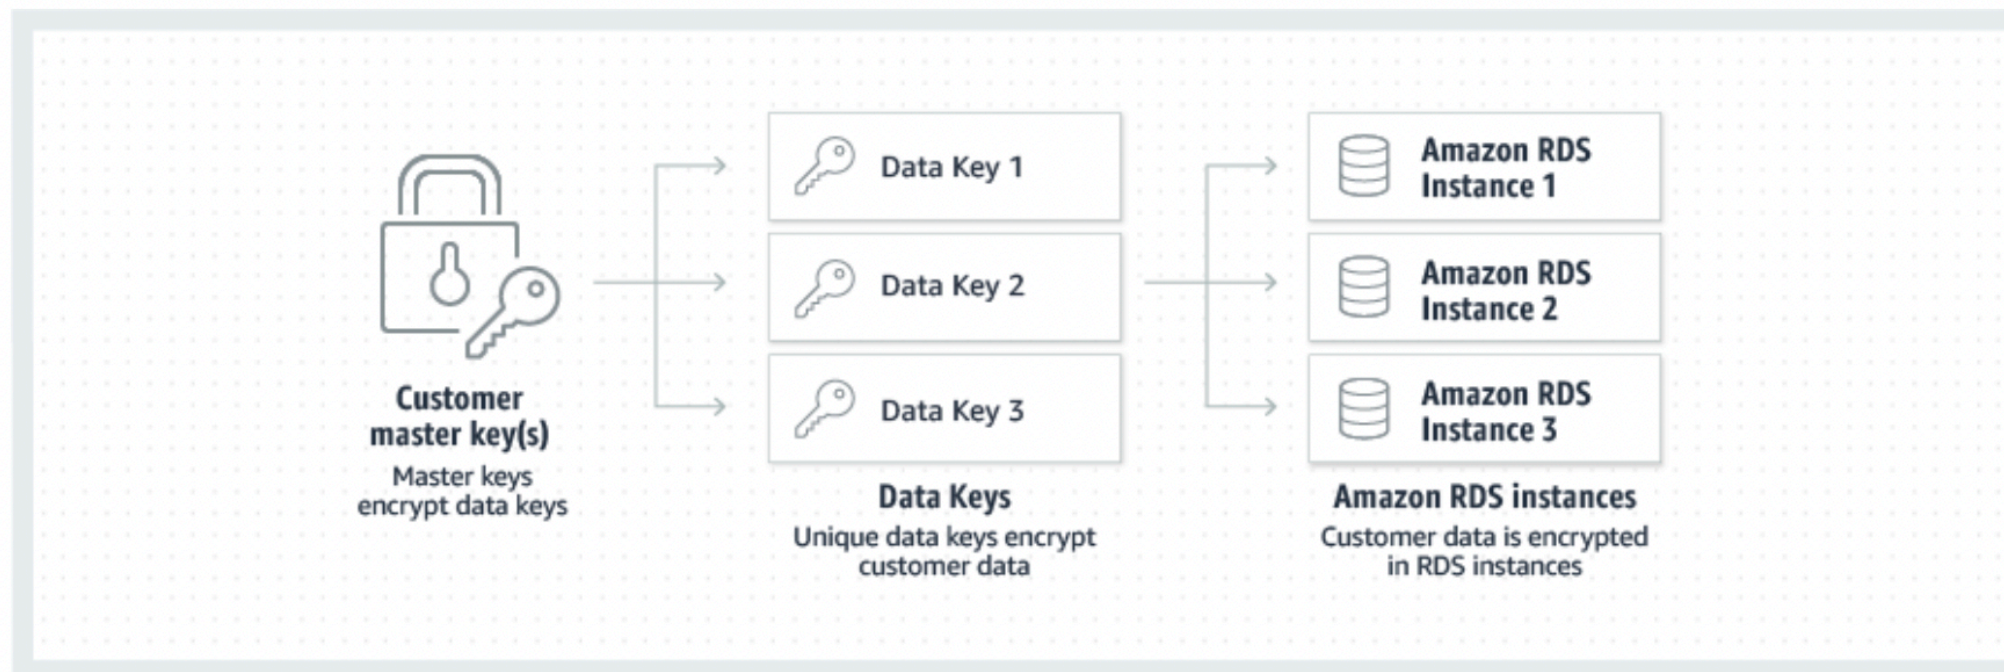 Customer
master key(s)
Master keys
encrypt data keys
Data Key 1
Data Key 2
Data Key 3
Data Keys
Unique data keys encrypt
customer data
Amazon RDS
Instance 1
Amazon RDS
Instance 2
Amazon RDS
Instance 3
Amazon RDS instances
Customer data is encrypted
in RDS instances